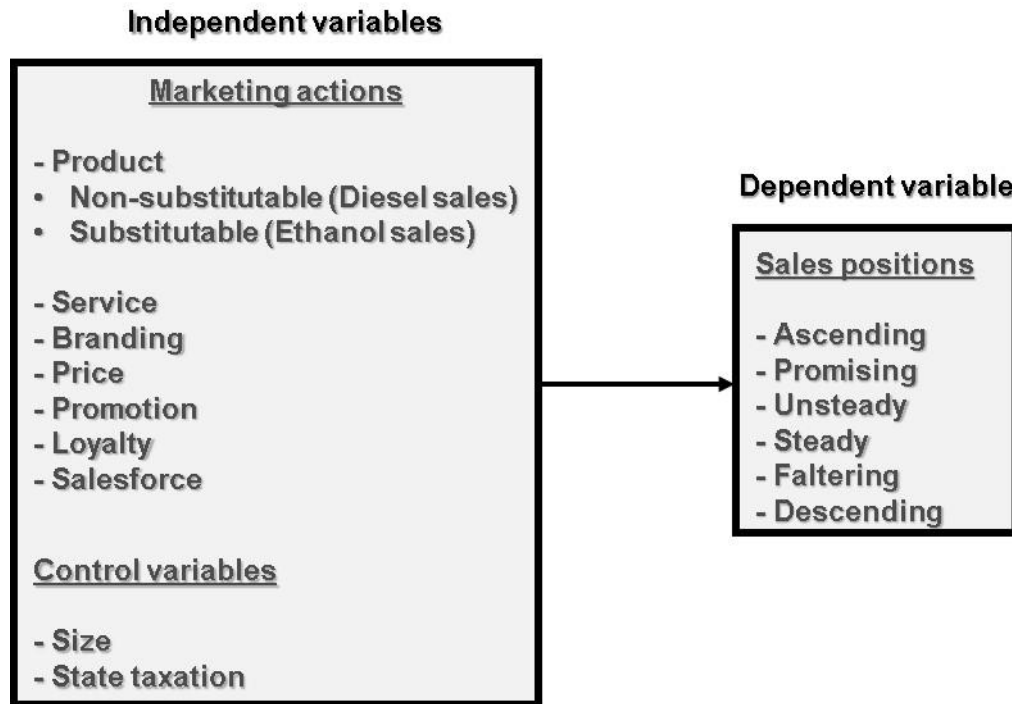 Independent variables
Marketing actions
- Product
• Non-substitutable (Diesel sales)
• Substitutable (Ethanol sales)
- Service
- Branding
- Price
- Promotion
- Loyalty
- Salesforce
Control variables
- Size
- State taxation
Dependent variable
Sales positions
- Ascending
- Promising
- Unsteady
- Steady
- Faltering
- Descending